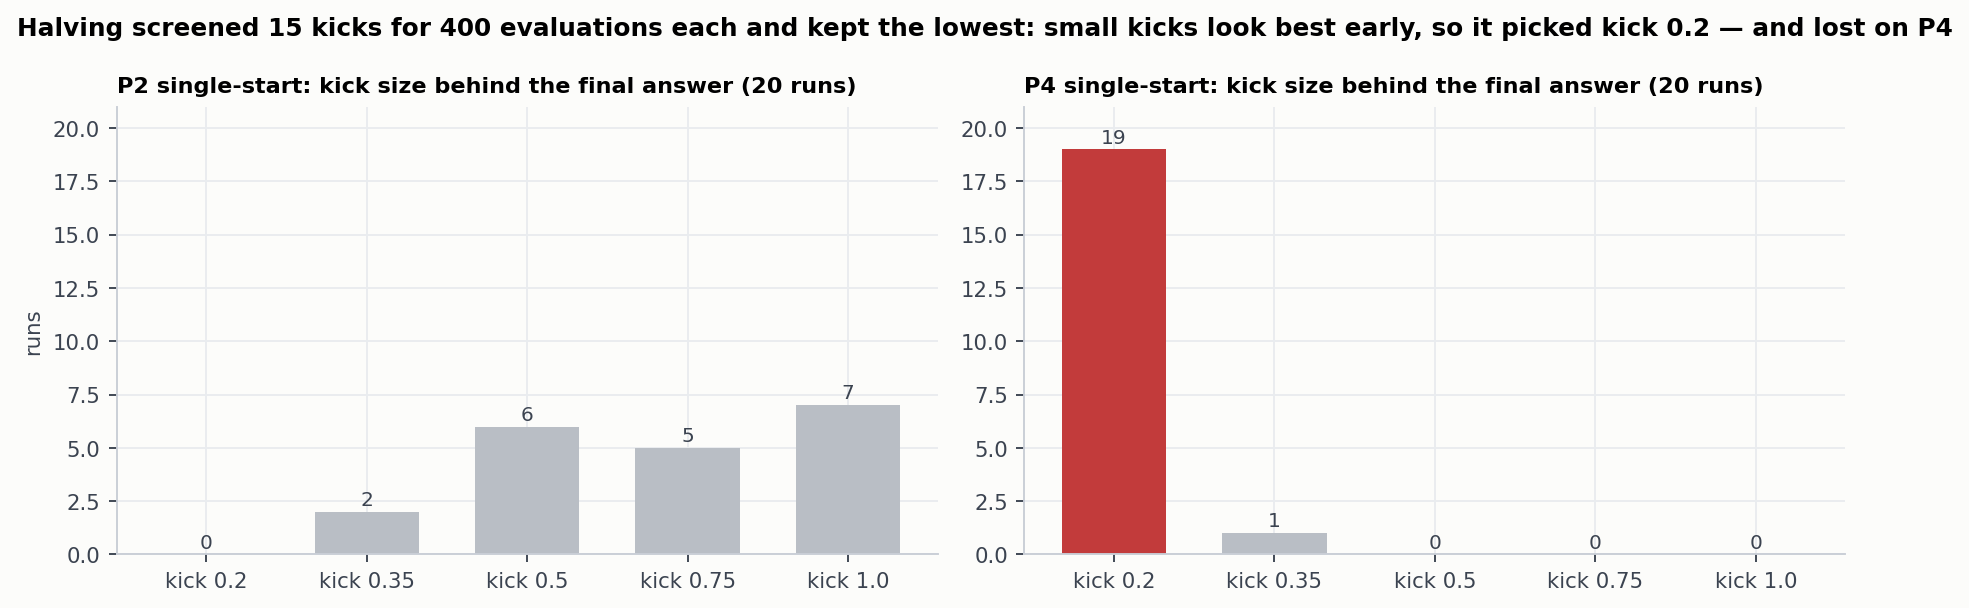 Halving screened 15 kicks for 400 evaluations each and kept the lowest: small kicks look best early, so it picked kick 0.2 — and lost on P4
P2 single-start: kick size behind the final answer (20 runs)
runs
20.0
17.5
15.0
12.5
10.0
7.5
5.0
2.5
0.0
0
2
6
5
7
kick 0.2
kick 0.35
kick 0.5
kick 0.75
kick 1.0
P4 single-start: kick size behind the final answer (20 runs)
20.0
17.5
15.0
12.5
10.0
7.5
5.0
2.5
0.0
19
1
0
0
0
kick 0.2
kick 0.35
kick 0.5
kick 0.75
kick 1.0